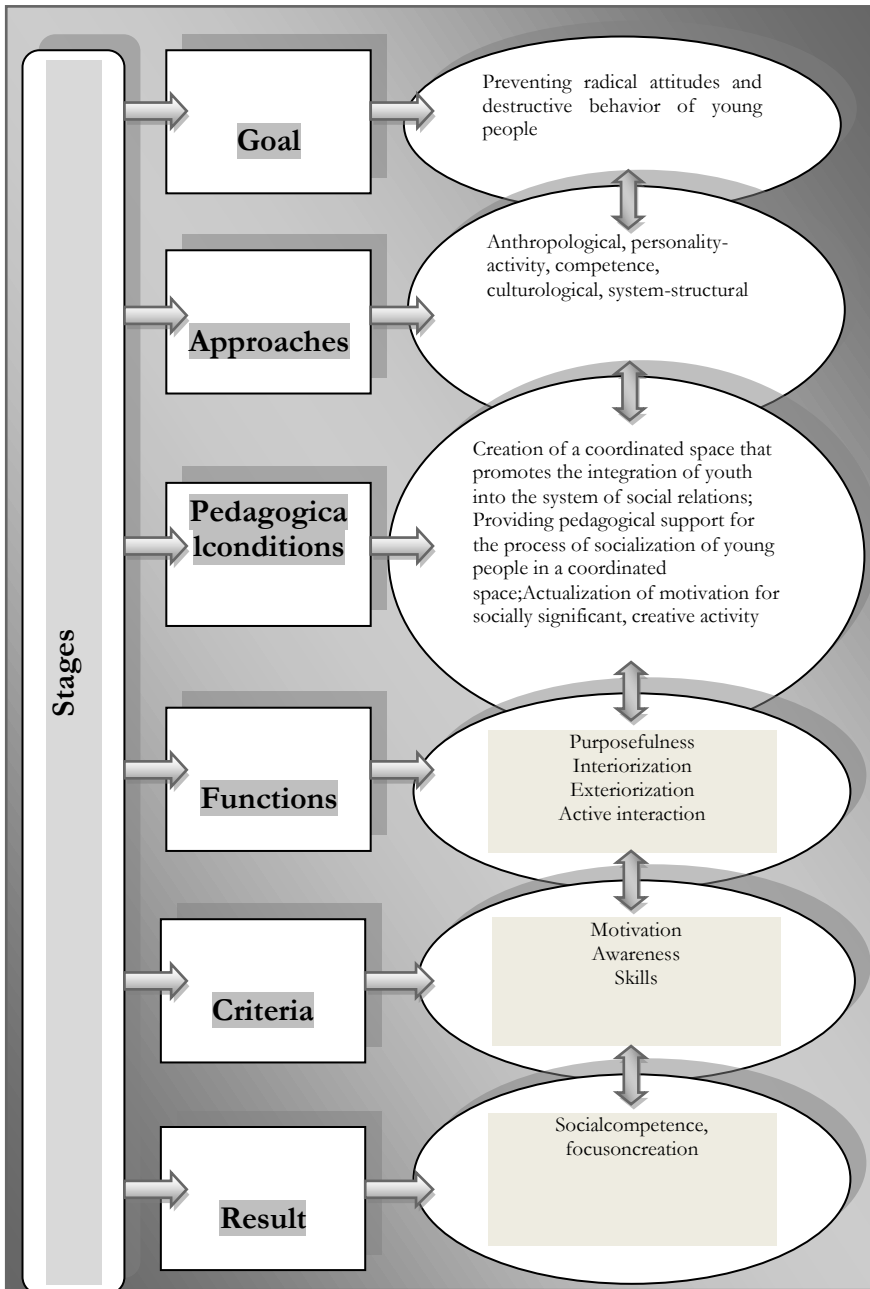 Stages
Goal
Preventing radical attitudes and
destructive behavior of young
people
Approaches
Anthropological, personality-
activity, competence,
culturological, system-structural
Pedagogica
lconditions
Creation of a coordinated space that
promotes the integration of youth
into the system of social relations;
Providing pedagogical support for
the process of socialization of young
people in a coordinated
space;Actualization of motivation for
socially significant, creative activity
Functions
Purposefulness
Interiorization
Exteriorization
Active interaction
Criteria
Motivation
Awareness
Skills
Result
Socialcompetence,
focusoncreation